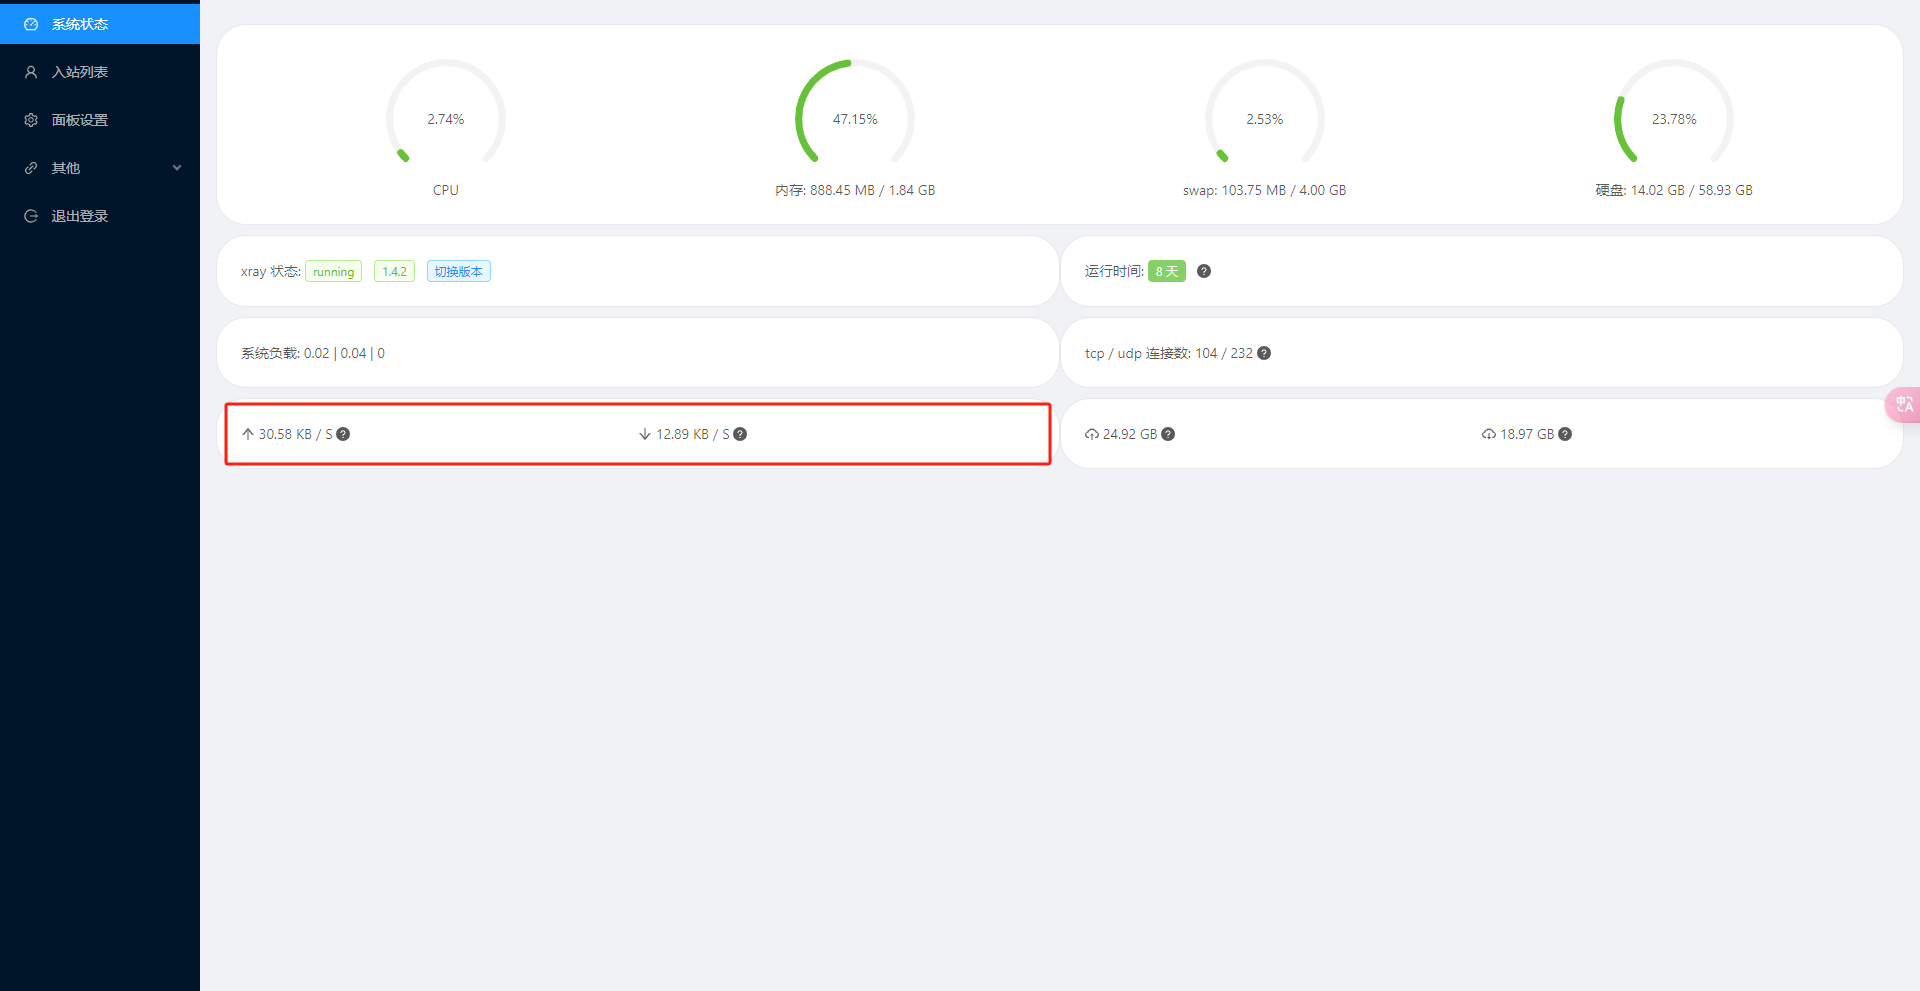 系统状态
入站列表
面板设置
其他
退出登录
2.74%
47.15%
2.53%
23.78%
CPU
内存: 888.45 MB / 1.84 GB
swap: 103.75 MB / 4.00 GB
硬盘: 14.02 GB / 58.93 GB
xray 状态: running 1.4.2 切换版本
运行时间: 8 天 ?
系统负载: 0.02 | 0.04 | 0
tcp / udp 连接数: 104 / 232 ?
↑ 30.58 KB / S ?
↓ 12.89 KB / S ?
24.92 GB ?
18.97 GB ?
中A